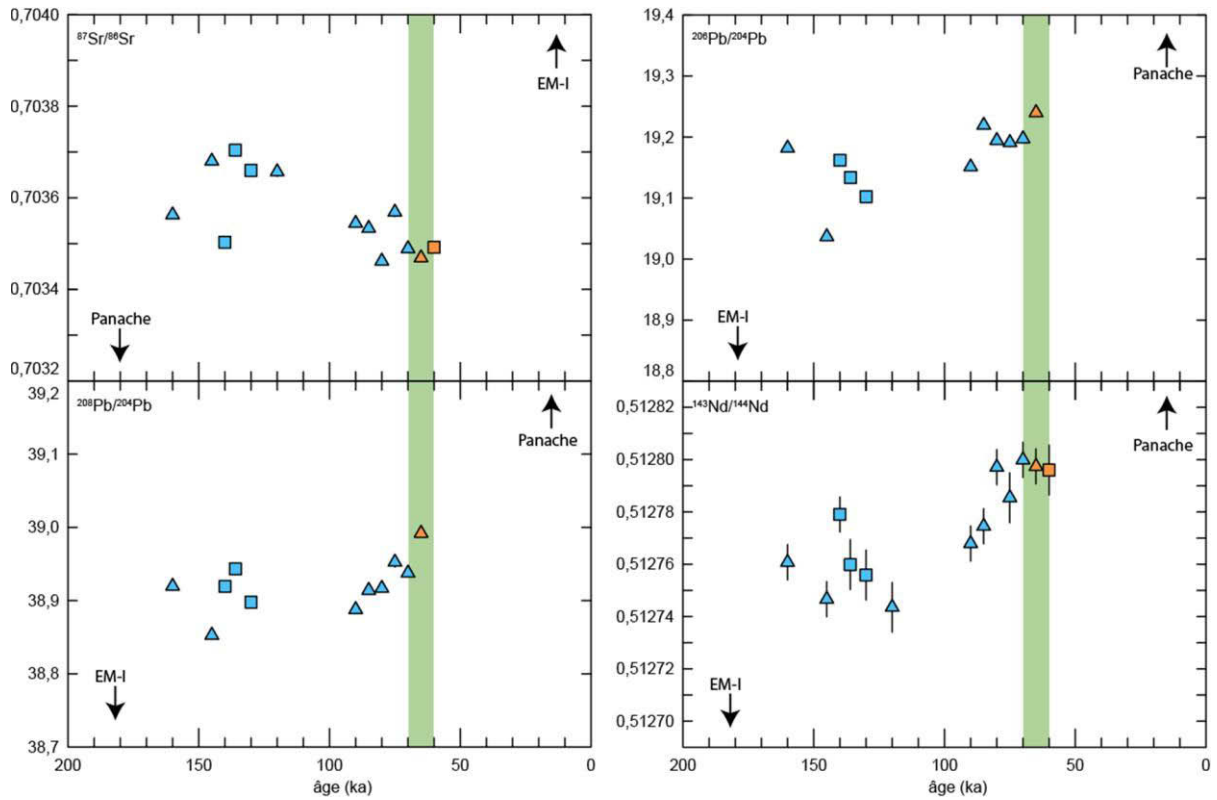 0,7040
⁸⁷Sr/⁸⁶Sr
EM-I
0,7038
0,7036
0,7034
Panache
0,7032
39,2
²⁰⁸Pb/²⁰⁴Pb
Panache
39,1
39,0
38,9
38,8
EM-I
38,7
200 150 100 50 0
âge (ka)
19,4
²⁰⁶Pb/²⁰⁴Pb
Panache
19,3
19,2
19,1
19,0
EM-I
18,9
18,8
¹⁴³Nd/¹⁴⁴Nd
0,51282
Panache
0,51280
0,51278
0,51276
0,51274
0,51272
EM-I
0,51270
200 150 100 50 0
âge (ka)